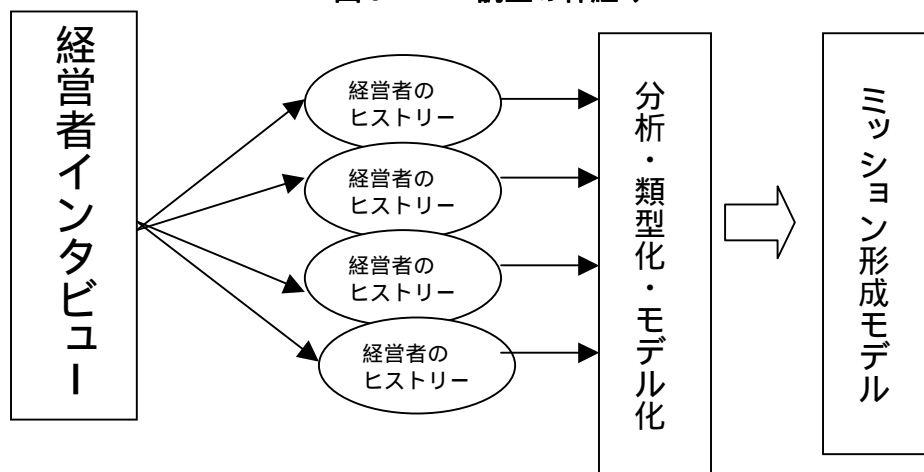 経営者インタビュー
経営者の
ヒストリー
経営者の
ヒストリー
経営者の
ヒストリー
経営者の
ヒストリー
分析・類型化・モデル化
ミッション形成モデル